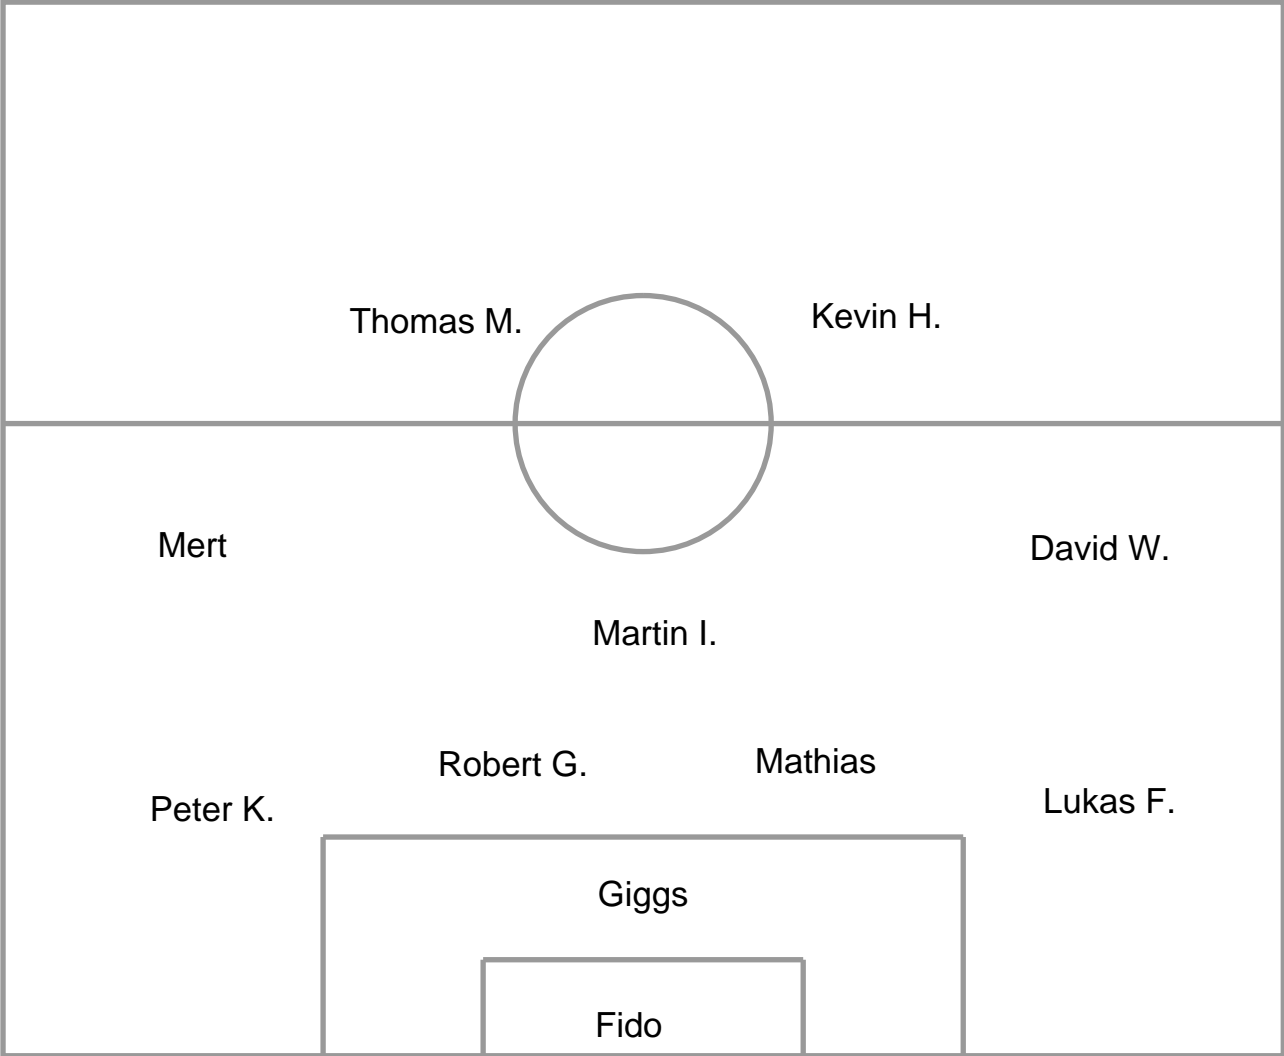 Thomas M.
Kevin H.
Mert
David W.
Martin I.
Robert G.
Mathias
Peter K.
Lukas F.
Giggs
Fido